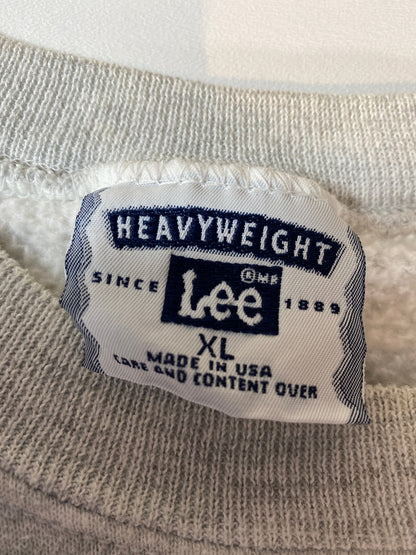 HEAVYWEIGHT
® MR
SINCE Lee 1889
XL
MADE IN USA
CARE AND CONTENT OVER